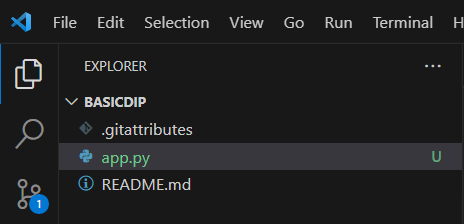 File Edit Selection View Go Run Terminal H
EXPLORER
BASICDIP
.gitattributes
app.py U
README.md
1